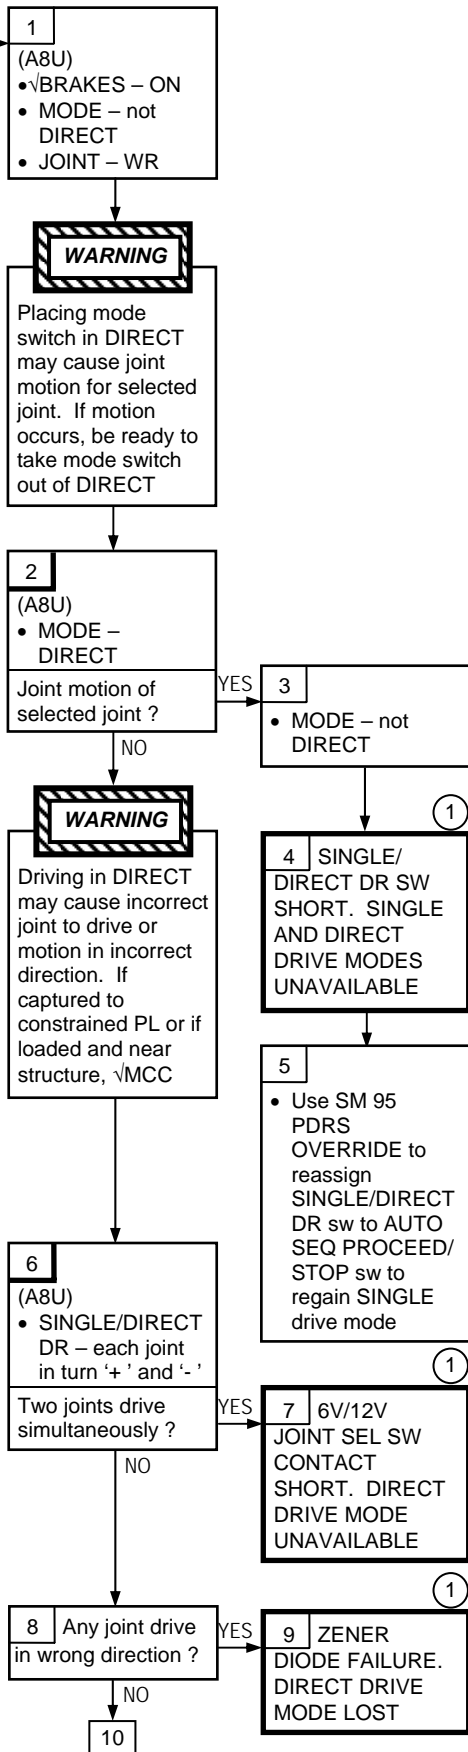 1
(A8U)
•√BRAKES – ON
• MODE – not
DIRECT
• JOINT – WR
WARNING
Placing mode
switch in DIRECT
may cause joint
motion for selected
joint. If motion
occurs, be ready to
take mode switch
out of DIRECT
2
(A8U)
• MODE –
DIRECT
Joint motion of
selected joint ?
YES
NO
3
• MODE – not
DIRECT
1
4 SINGLE/
DIRECT DR SW
SHORT. SINGLE
AND DIRECT
DRIVE MODES
UNAVAILABLE
5
• Use SM 95
PDRS
OVERRIDE to
reassign
SINGLE/DIRECT
DR sw to AUTO
SEQ PROCEED/
STOP sw to
regain SINGLE
drive mode
WARNING
Driving in DIRECT
may cause incorrect
joint to drive or
motion in incorrect
direction. If
captured to
constrained PL or if
loaded and near
structure, √MCC
6
(A8U)
• SINGLE/DIRECT
DR – each joint
in turn ‘+ ’ and ‘- ’
Two joints drive
simultaneously ?
YES
NO
1
7 6V/12V
JOINT SEL SW
CONTACT
SHORT. DIRECT
DRIVE MODE
UNAVAILABLE
8 Any joint drive
in wrong direction ?
YES
NO
1
9 ZENER
DIODE FAILURE.
DIRECT DRIVE
MODE LOST
10